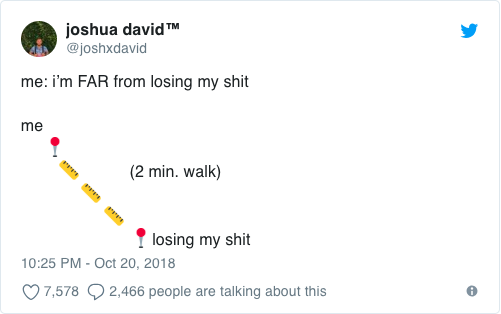 joshua david™
@joshxdavid
me: i’m FAR from losing my shit
me
📍
📏 (2 min. walk)
📏
📏
📍 losing my shit
10:25 PM - Oct 20, 2018
7,578 2,466 people are talking about this